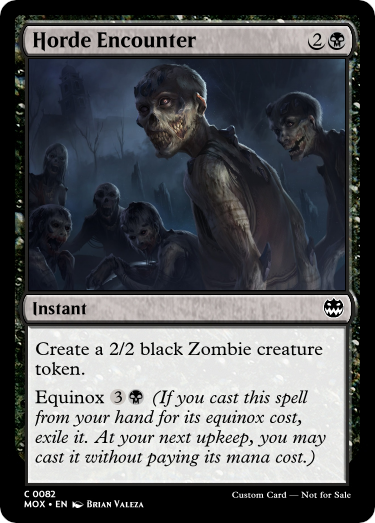 Horde Encounter 2
Instant
Create a 2/2 black Zombie creature
token.
Equinox 3 (If you cast this spell
from your hand for its equinox cost,
exile it. At your next upkeep, you may
cast it without paying its mana cost.)
C 0082
MOX • EN Brian Valeza
Custom Card — Not for Sale